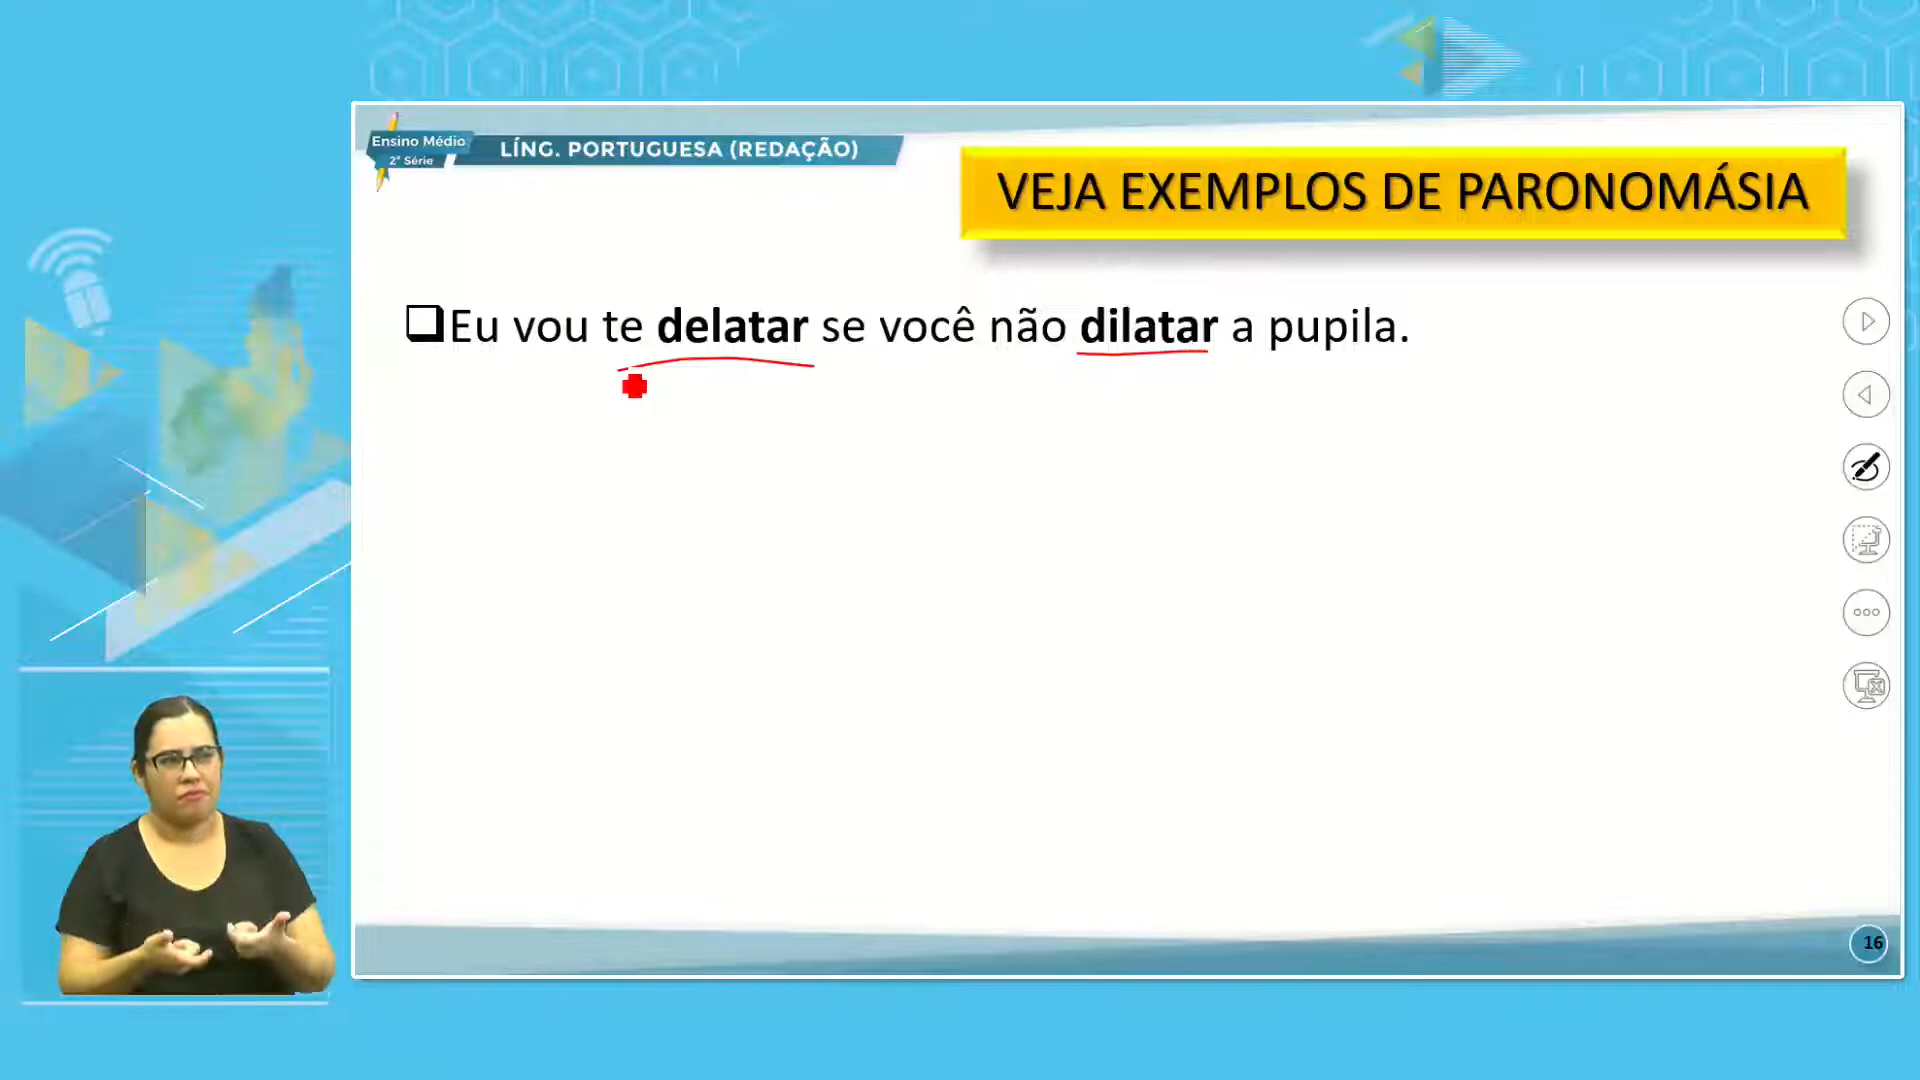 Ensino Médio
2ª Série
LÍNG. PORTUGUESA (REDAÇÃO)
VEJA EXEMPLOS DE PARONOMÁSIA
Eu vou te delatar se você não dilatar a pupila.
16